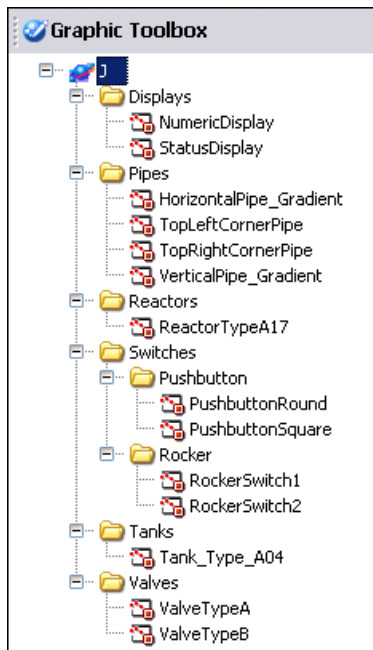 Graphic Toolbox
J
Displays
NumericDisplay
StatusDisplay
Pipes
HorizontalPipe_Gradient
TopLeftCornerPipe
TopRightCornerPipe
VerticalPipe_Gradient
Reactors
ReactorTypeA17
Switches
Pushbutton
PushbuttonRound
PushbuttonSquare
Rocker
RockerSwitch1
RockerSwitch2
Tanks
Tank_Type_A04
Valves
ValveTypeA
ValveTypeB